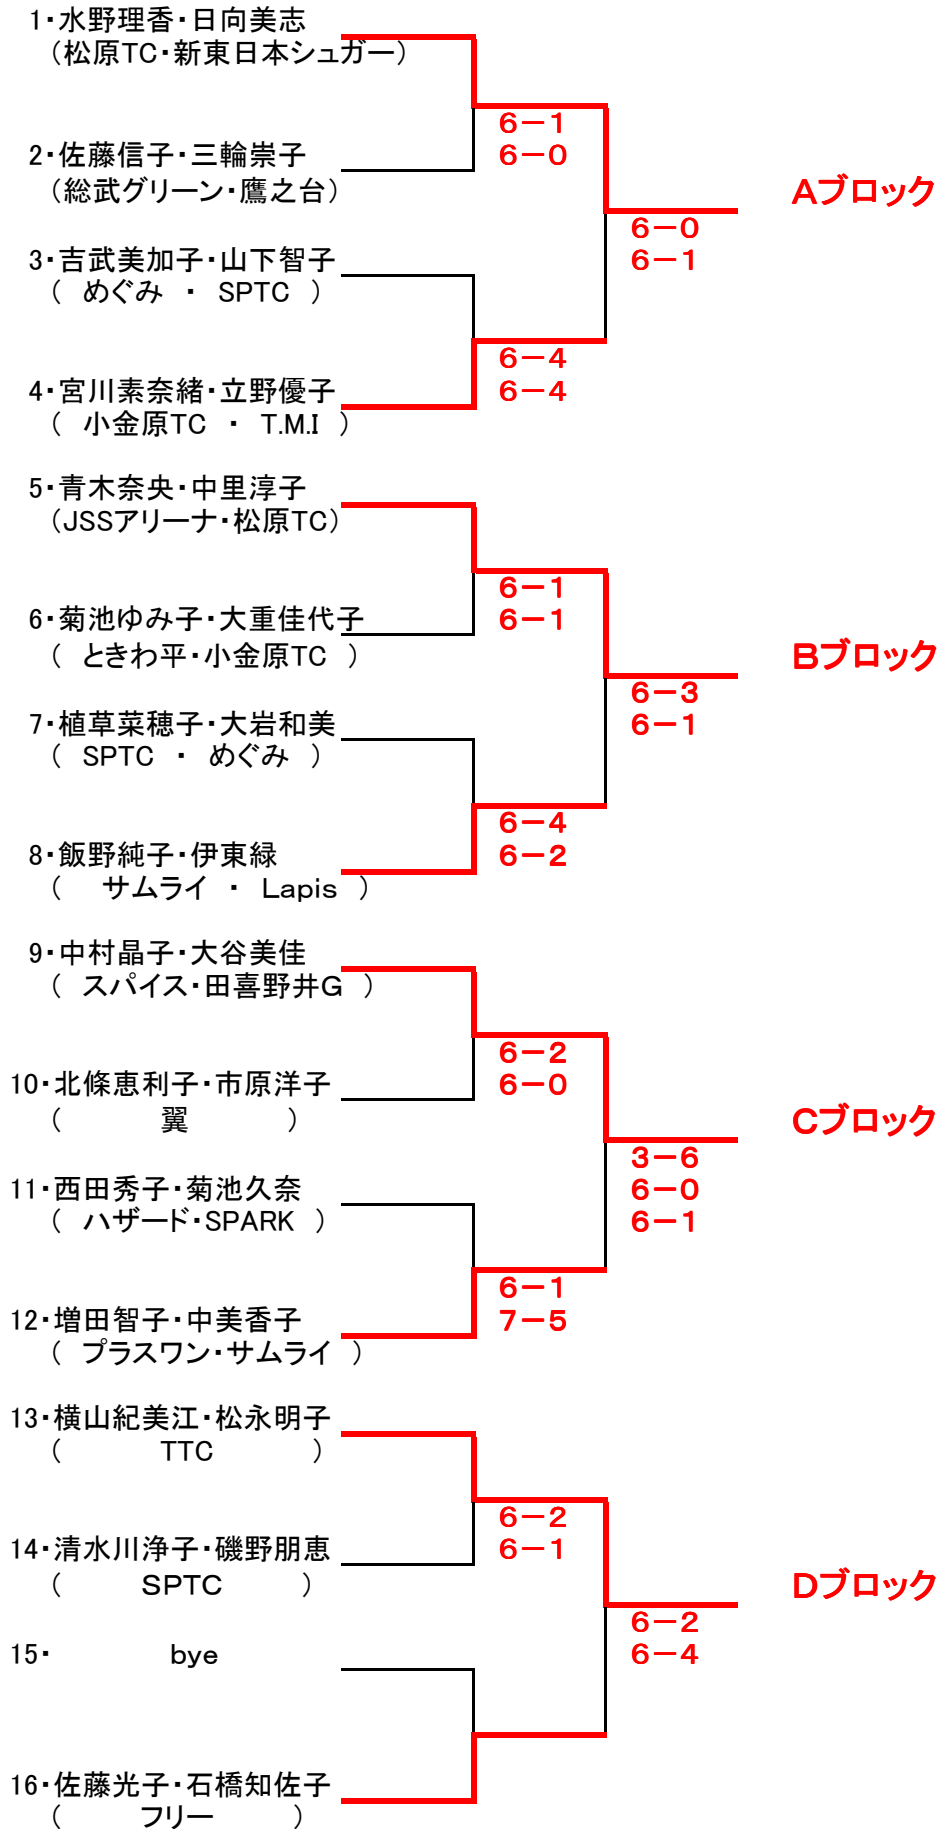 1・水野理香・日向美志
（松原TC・新東日本シュガー）
6－1
6－0
2・佐藤信子・三輪崇子
（総武グリーン・鷹之台）
Aブロック
6－0
6－1
3・吉武美加子・山下智子
（ めぐみ ・ SPTC ）
6－4
6－4
4・宮川素奈緒・立野優子
（ 小金原TC ・ T.M.I ）
5・青木奈央・中里淳子
（JSSアリーナ・松原TC）
6－1
6－1
6・菊池ゆみ子・大重佳代子
（ ときわ平・小金原TC ）
Bブロック
6－3
6－1
7・植草菜穂子・大岩和美
（ SPTC ・ めぐみ ）
6－4
6－2
8・飯野純子・伊東緑
（ サムライ ・ Lapis ）
9・中村晶子・大谷美佳
（ スパイス・田喜野井G ）
6－2
6－0
10・北條恵利子・市原洋子
（ 翼 ）
Cブロック
3－6
6－0
6－1
11・西田秀子・菊池久奈
（ ハザード・SPARK ）
6－1
7－5
12・増田智子・中美香子
（ プラスワン・サムライ ）
13・横山紀美江・松永明子
（ TTC ）
6－2
6－1
14・清水川浄子・磯野朋恵
（ SPTC ）
Dブロック
6－2
6－4
15・ bye
16・佐藤光子・石橋知佐子
（ フリー ）